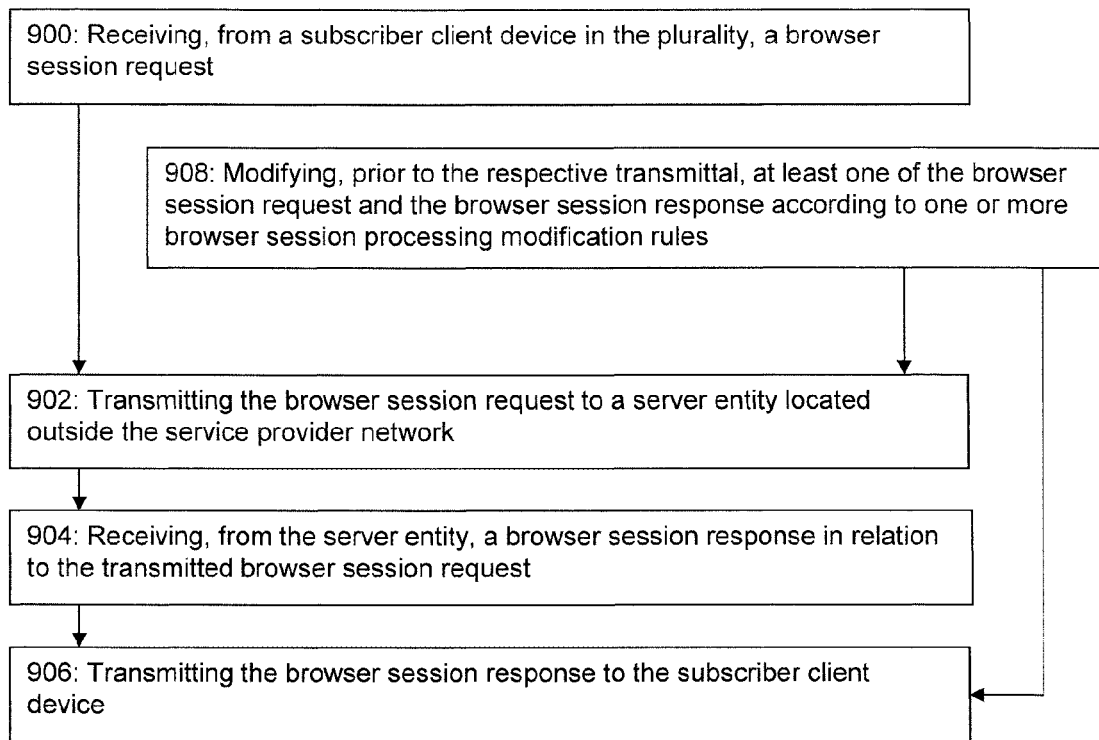 900: Receiving, from a subscriber client device in the plurality, a browser
session request
908: Modifying, prior to the respective transmittal, at least one of the browser
session request and the browser session response according to one or more
browser session processing modification rules
902: Transmitting the browser session request to a server entity located
outside the service provider network
904: Receiving, from the server entity, a browser session response in relation
to the transmitted browser session request
906: Transmitting the browser session response to the subscriber client
device